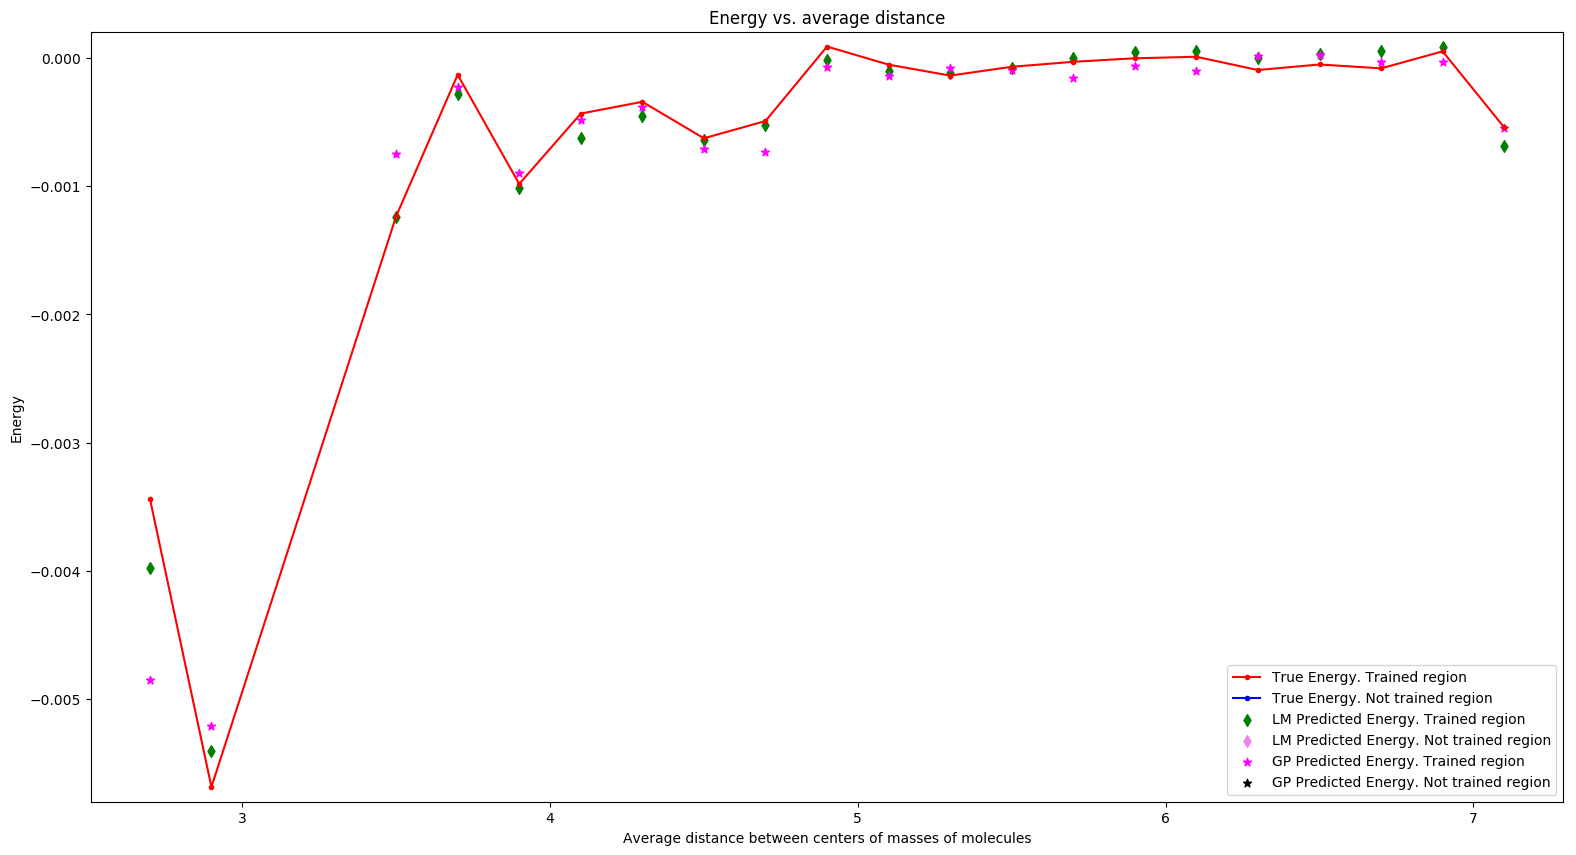 Energy vs. average distance
0.000
−0.001
−0.002
−0.003
−0.004
−0.005
Energy
3 4 5 6 7
Average distance between centers of masses of molecules
True Energy. Trained region
True Energy. Not trained region
LM Predicted Energy. Trained region
LM Predicted Energy. Not trained region
GP Predicted Energy. Trained region
GP Predicted Energy. Not trained region